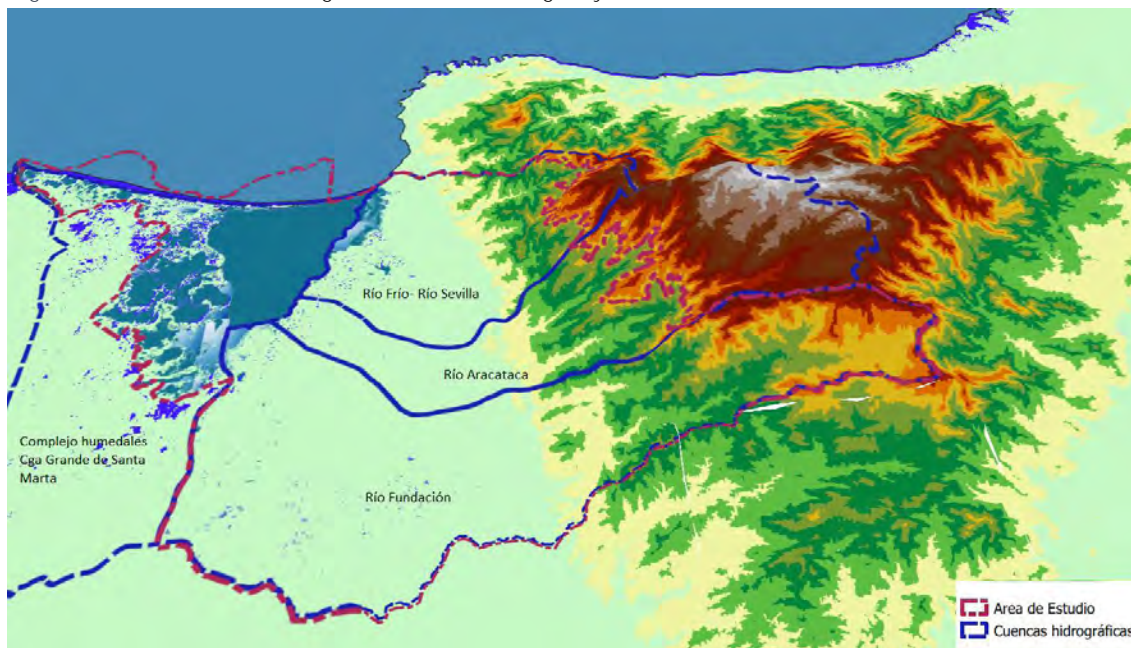 Río Frío- Río Sevilla
Río Aracataca
Complejo humedales
Cga Grande de Santa
Marta
Río Fundación
Area de Estudio
Cuencas hidrográficas